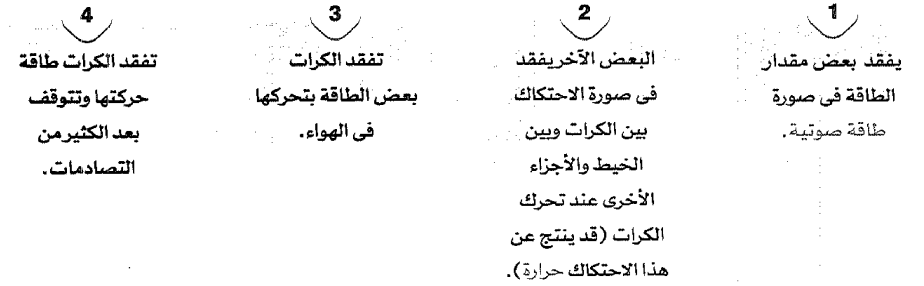 1
يفقد بعض مقدار
الطاقة فى صورة
طاقة صوتية.
2
البعض الآخر يفقد
فى صورة الاحتكاك
بين الكرات وبين
الخيط والأجزاء
الأخرى عند تحرك
الكرات (قد ينتج عن
هذا الاحتكاك حرارة).
3
تفقد الكرات
بعض الطاقة بتحركها
فى الهواء.
4
تفقد الكرات طاقة
حركتها وتتوقف
بعد الكثير من
التصادمات.